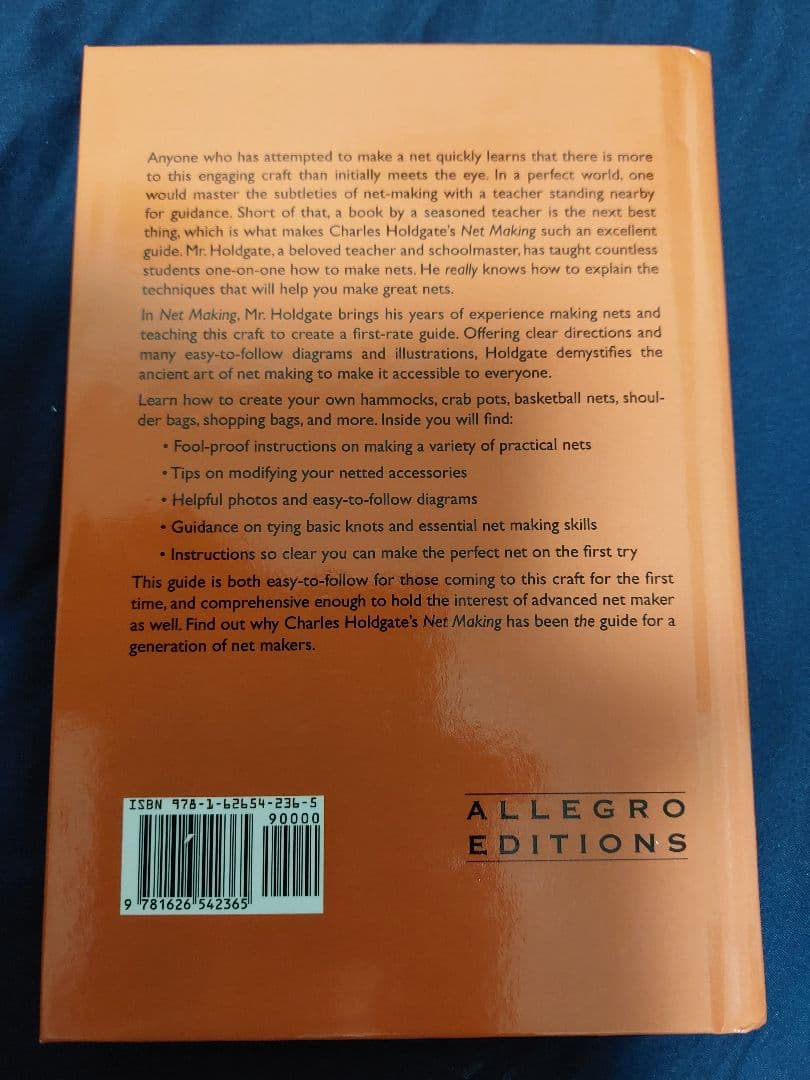 Anyone who has attempted to make a net quickly learns that there is more
to this engaging craft than initially meets the eye. In a perfect world, one
would master the subtleties of net-making with a teacher standing nearby
for guidance. Short of that, a book by a seasoned teacher is the next best
thing, which is what makes Charles Holdgate's Net Making such an excellent
guide. Mr. Holdgate, a beloved teacher and schoolmaster, has taught countless
students one-on-one how to make nets. He really knows how to explain the
techniques that will help you make great nets.
In Net Making, Mr. Holdgate brings his years of experience making nets and
teaching this craft to create a first-rate guide. Offering clear directions and
many easy-to-follow diagrams and illustrations, Holdgate demystifies the
ancient art of net making to make it accessible to everyone.
Learn how to create your own hammocks, crab pots, basketball nets, shoul-
der bags, shopping bags, and more. Inside you will find:
• Fool-proof instructions on making a variety of practical nets
• Tips on modifying your netted accessories
• Helpful photos and easy-to-follow diagrams
• Guidance on tying basic knots and essential net making skills
• Instructions so clear you can make the perfect net on the first try
This guide is both easy-to-follow for those coming to this craft for the first
time, and comprehensive enough to hold the interest of advanced net maker
as well. Find out why Charles Holdgate's Net Making has been the guide for a
generation of net makers.
ISBN 978-1-62654-236-5
90000
9 781626 542365
ALLEGRO
EDITIONS